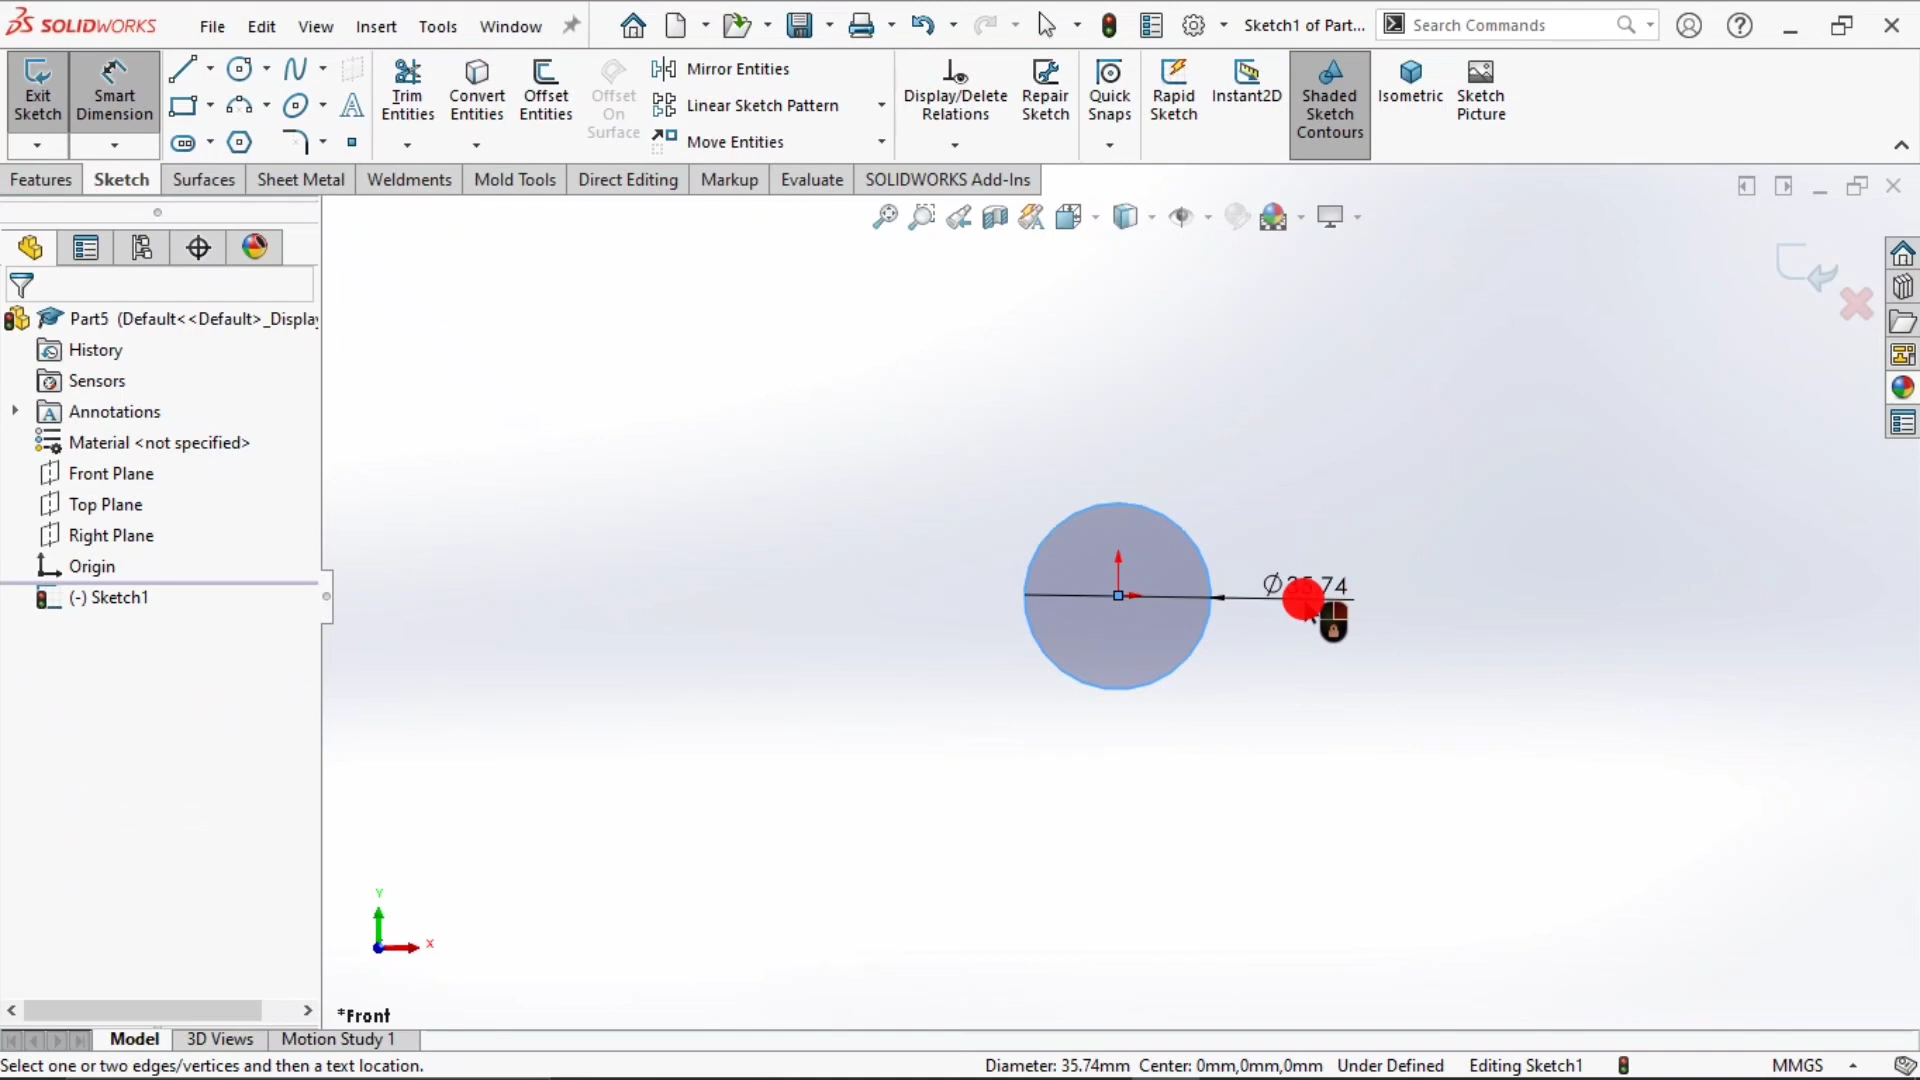 SOLIDWORKS
File Edit View Insert Tools Window
Sketch1 of Part...
Search Commands
Exit Sketch
Smart Dimension
Trim Entities
Convert Entities
Offset Entities
Offset On Surface
Mirror Entities
Linear Sketch Pattern
Move Entities
Display/Delete Relations
Repair Sketch
Quick Snaps
Rapid Sketch
Instant2D
Shaded Sketch Contours
Isometric
Sketch Picture
Features Sketch Surfaces Sheet Metal Weldments Mold Tools Direct Editing Markup Evaluate SOLIDWORKS Add-Ins
Part5 (Default<<Default>_Display
History
Sensors
Annotations
Material <not specified>
Front Plane
Top Plane
Right Plane
Origin
(-) Sketch1
Y
X
*Front
Model 3D Views Motion Study 1
Select one or two edges/vertices and then a text location.
Diameter: 35.74mm Center: 0mm,0mm,0mm Under Defined Editing Sketch1 MMGS